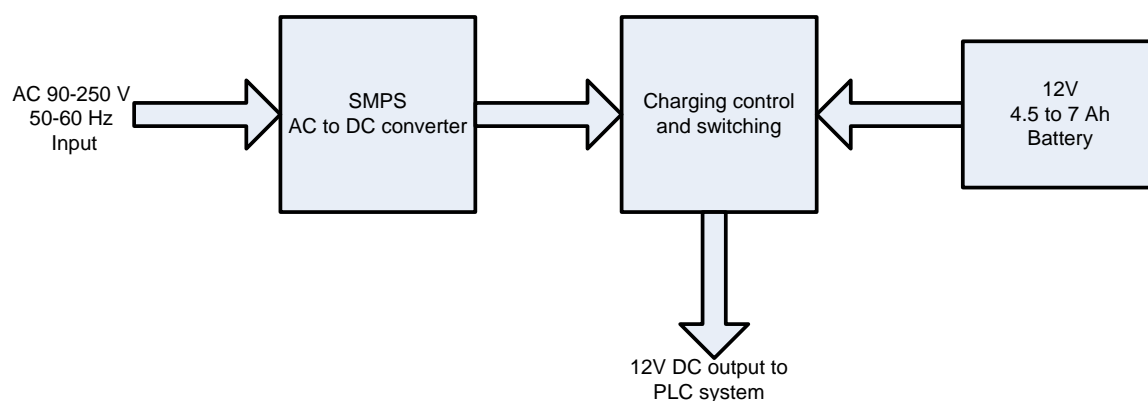 AC 90-250 V
50-60 Hz
Input
SMPS
AC to DC converter
Charging control
and switching
12V
4.5 to 7 Ah
Battery
12V DC output to
PLC system